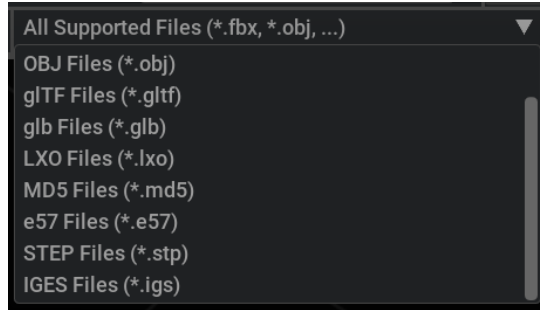 All Supported Files (*.fbx, *.obj, ...)
OBJ Files (*.obj)
glTF Files (*.gltf)
glb Files (*.glb)
LXO Files (*.lxo)
MD5 Files (*.md5)
e57 Files (*.e57)
STEP Files (*.stp)
IGES Files (*.igs)